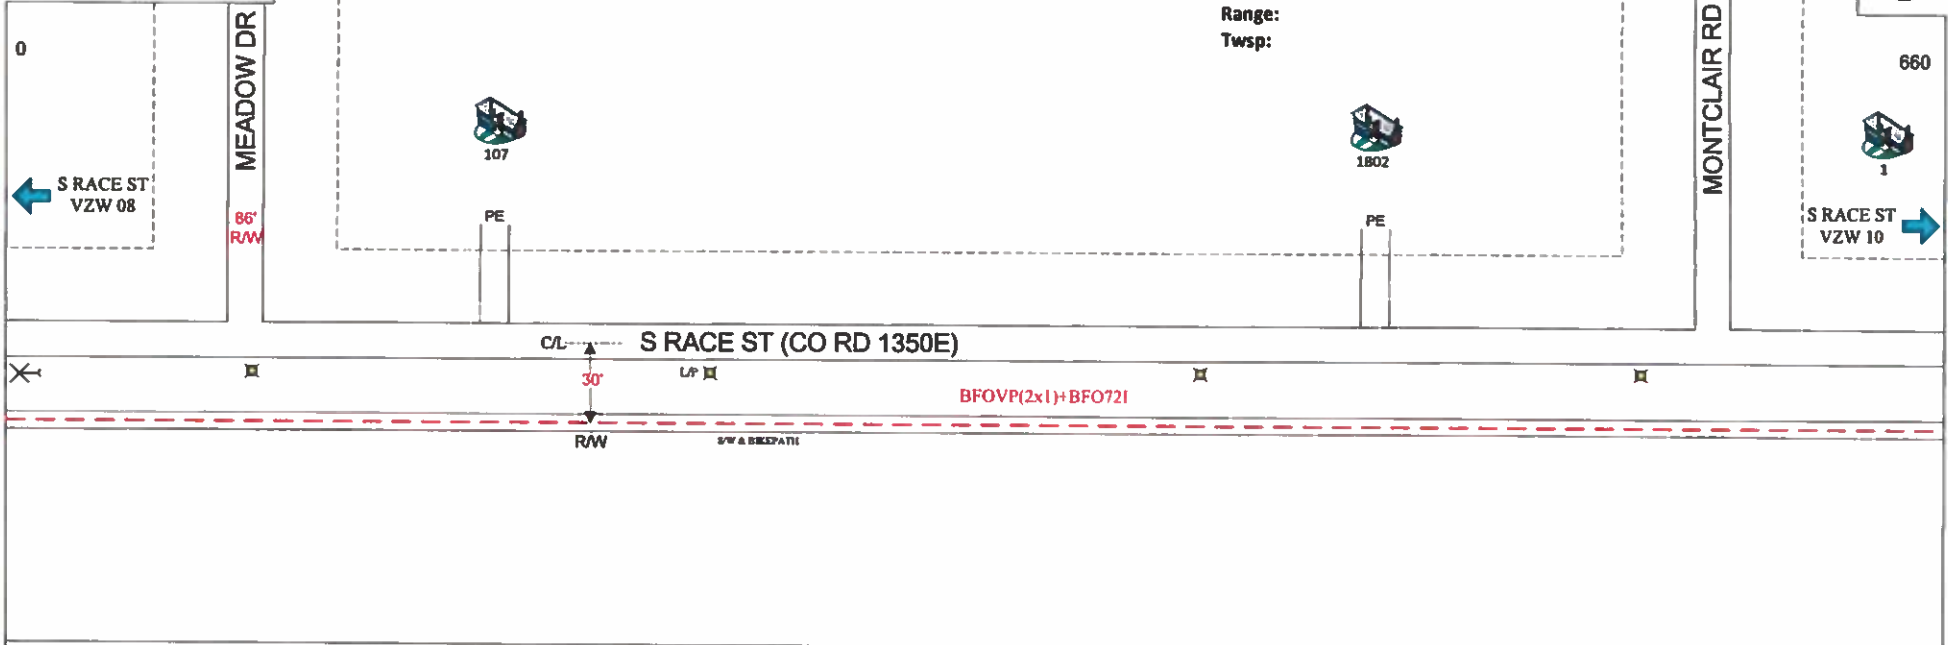 Range:
Twsp:
0
MEADOW DR
MONTCLAIR RD
660
107
1802
1
S RACE ST
VZW 08
86'
R/W
PE
PE
S RACE ST
VZW 10
C/L
S RACE ST (CO RD 1350E)
30'
L/P
BFOVP(2x1)+BFO72I
R/W
S/W & BIKEPATH